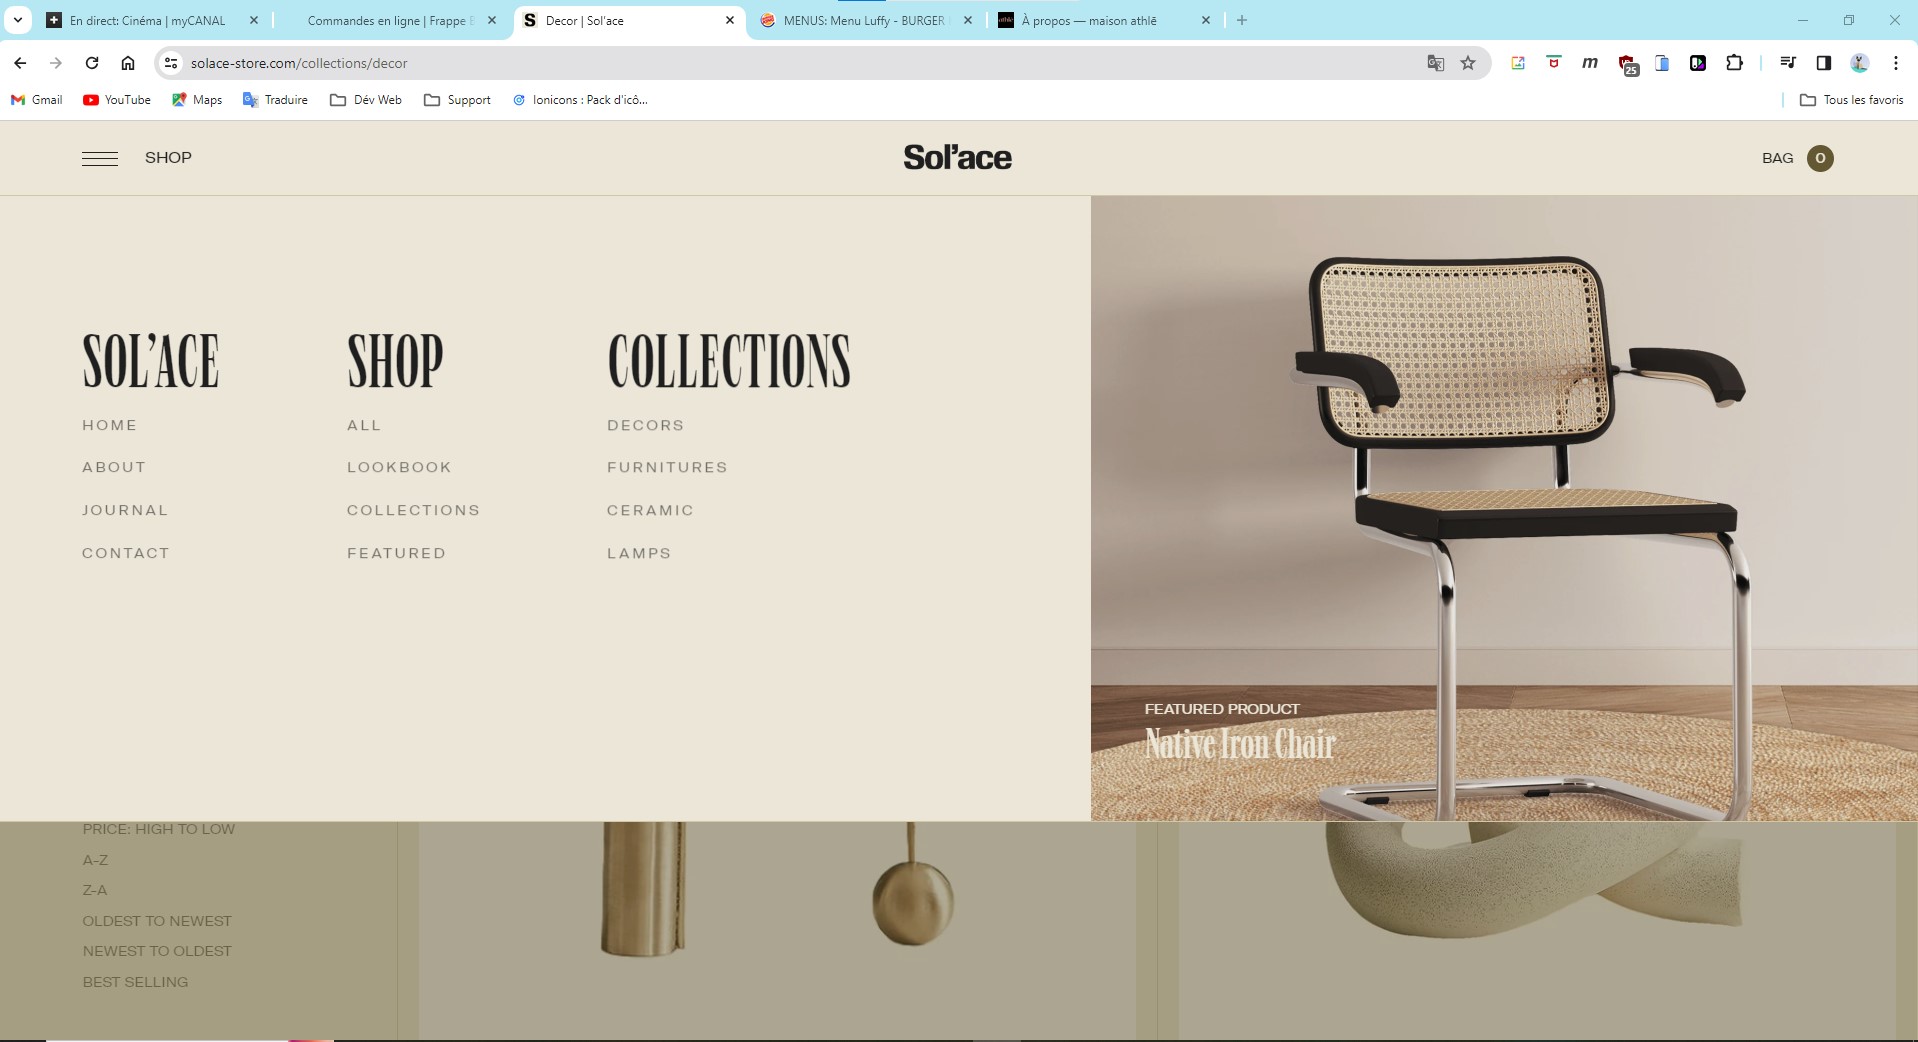 En direct: Cinéma | myCANAL
Commandes en ligne | Frappe
Decor | Sol'ace
MENUS: Menu Luffy - BURGER
À propos — maison athlē
solace-store.com/collections/decor
25
Gmail
YouTube
Maps
Traduire
Dév Web
Support
Ionicons : Pack d'icô...
Tous les favoris
SHOP
Sol'ace
BAG 0
SOL'ACE
HOME
ABOUT
JOURNAL
CONTACT
SHOP
ALL
LOOKBOOK
COLLECTIONS
FEATURED
COLLECTIONS
DECORS
FURNITURES
CERAMIC
LAMPS
FEATURED PRODUCT
Native Iron Chair
PRICE: HIGH TO LOW
A-Z
Z-A
OLDEST TO NEWEST
NEWEST TO OLDEST
BEST SELLING